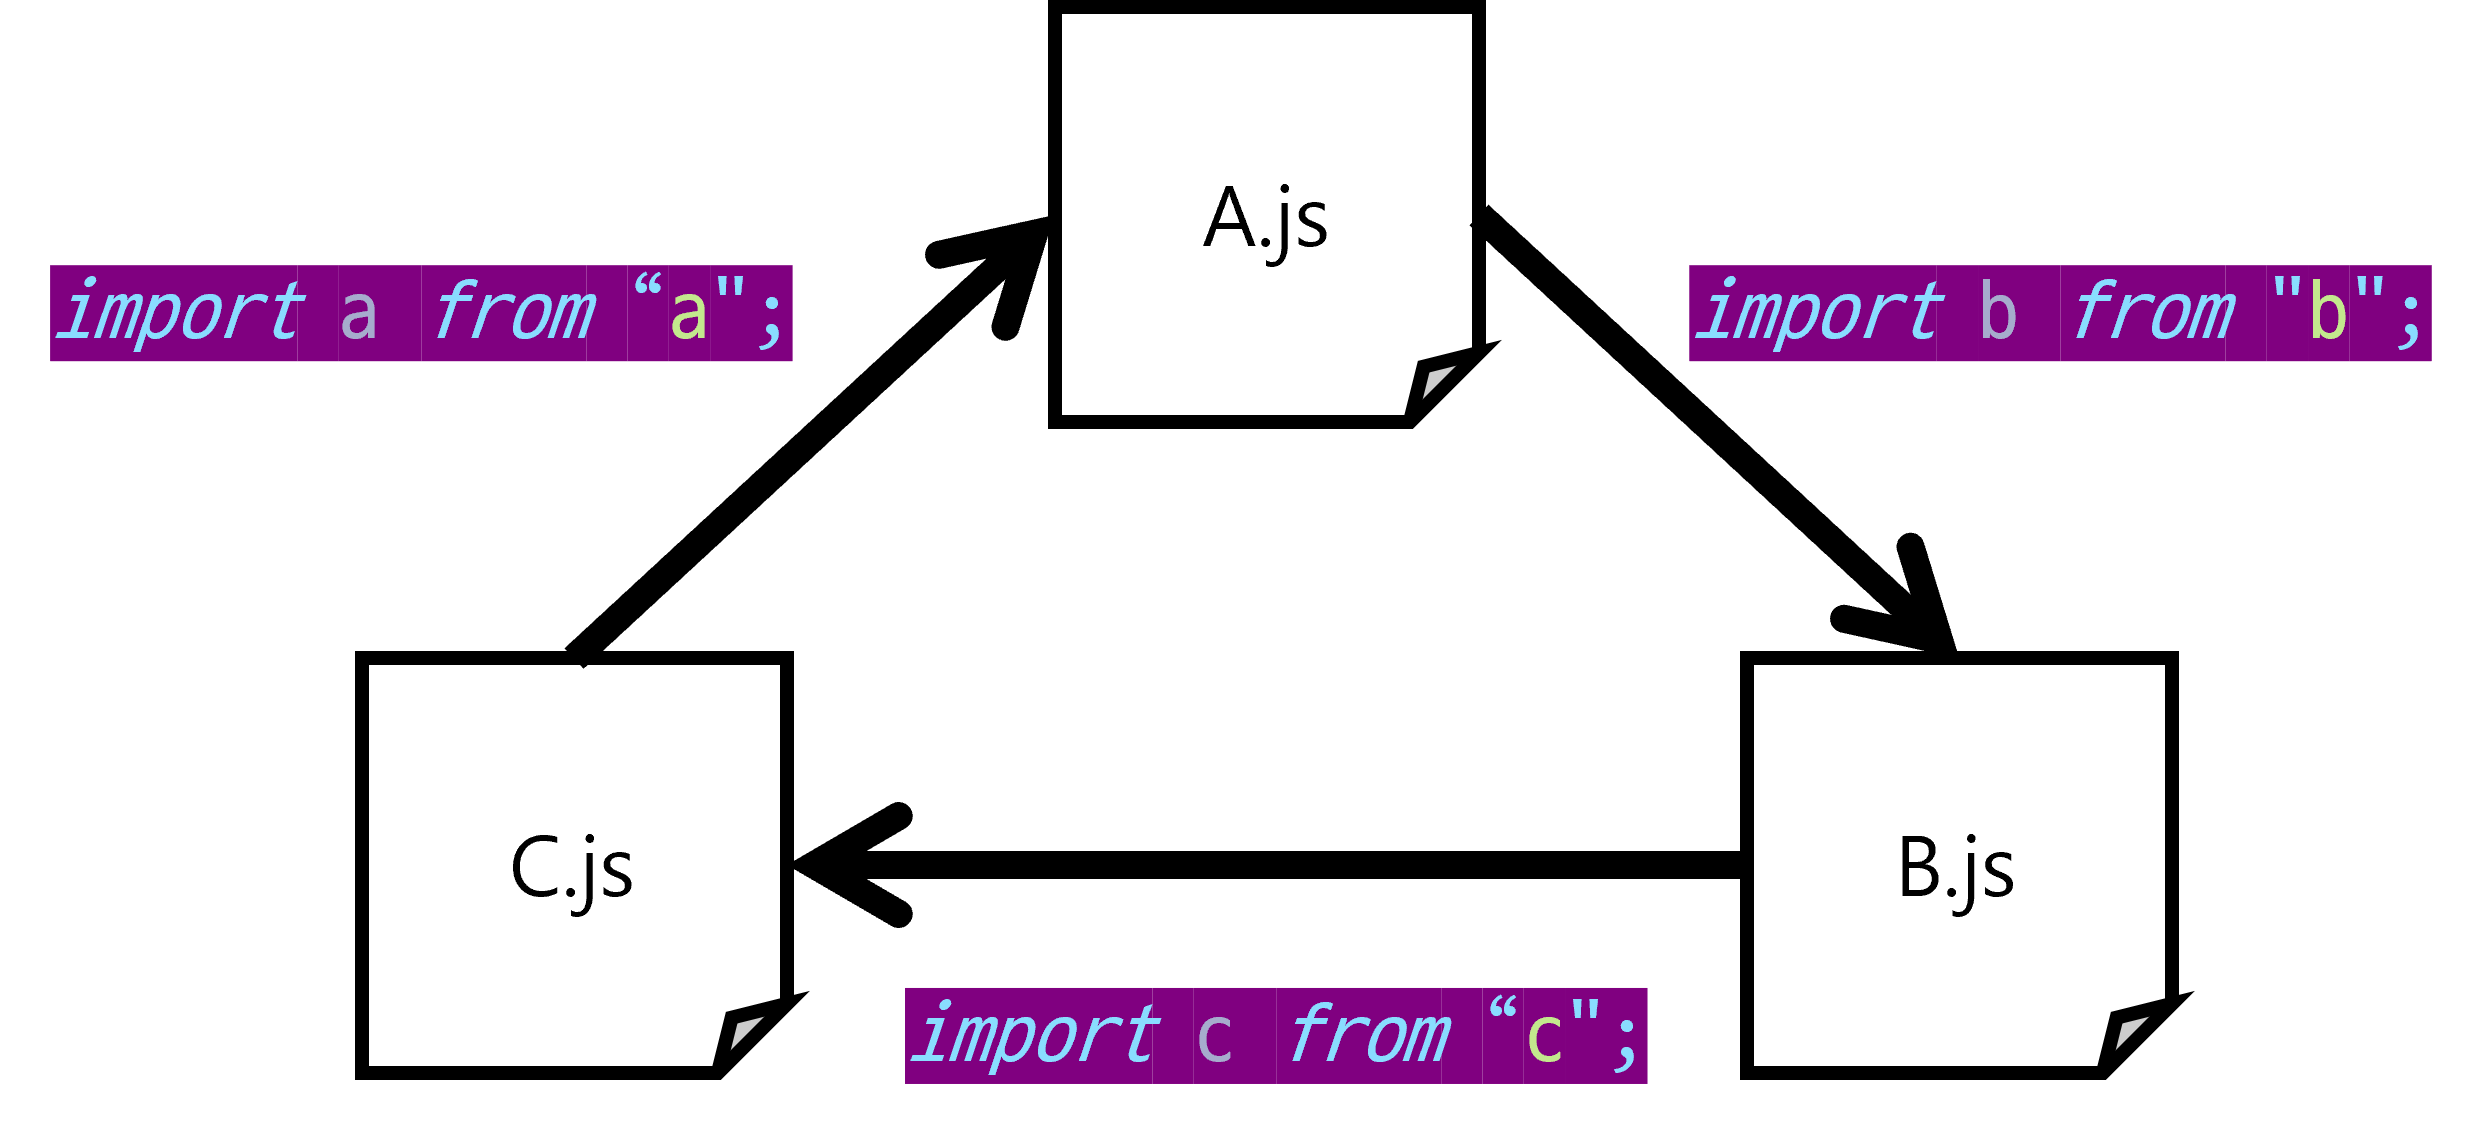 A.js
import a from “a";
import b from "b";
C.js
B.js
import c from “c";